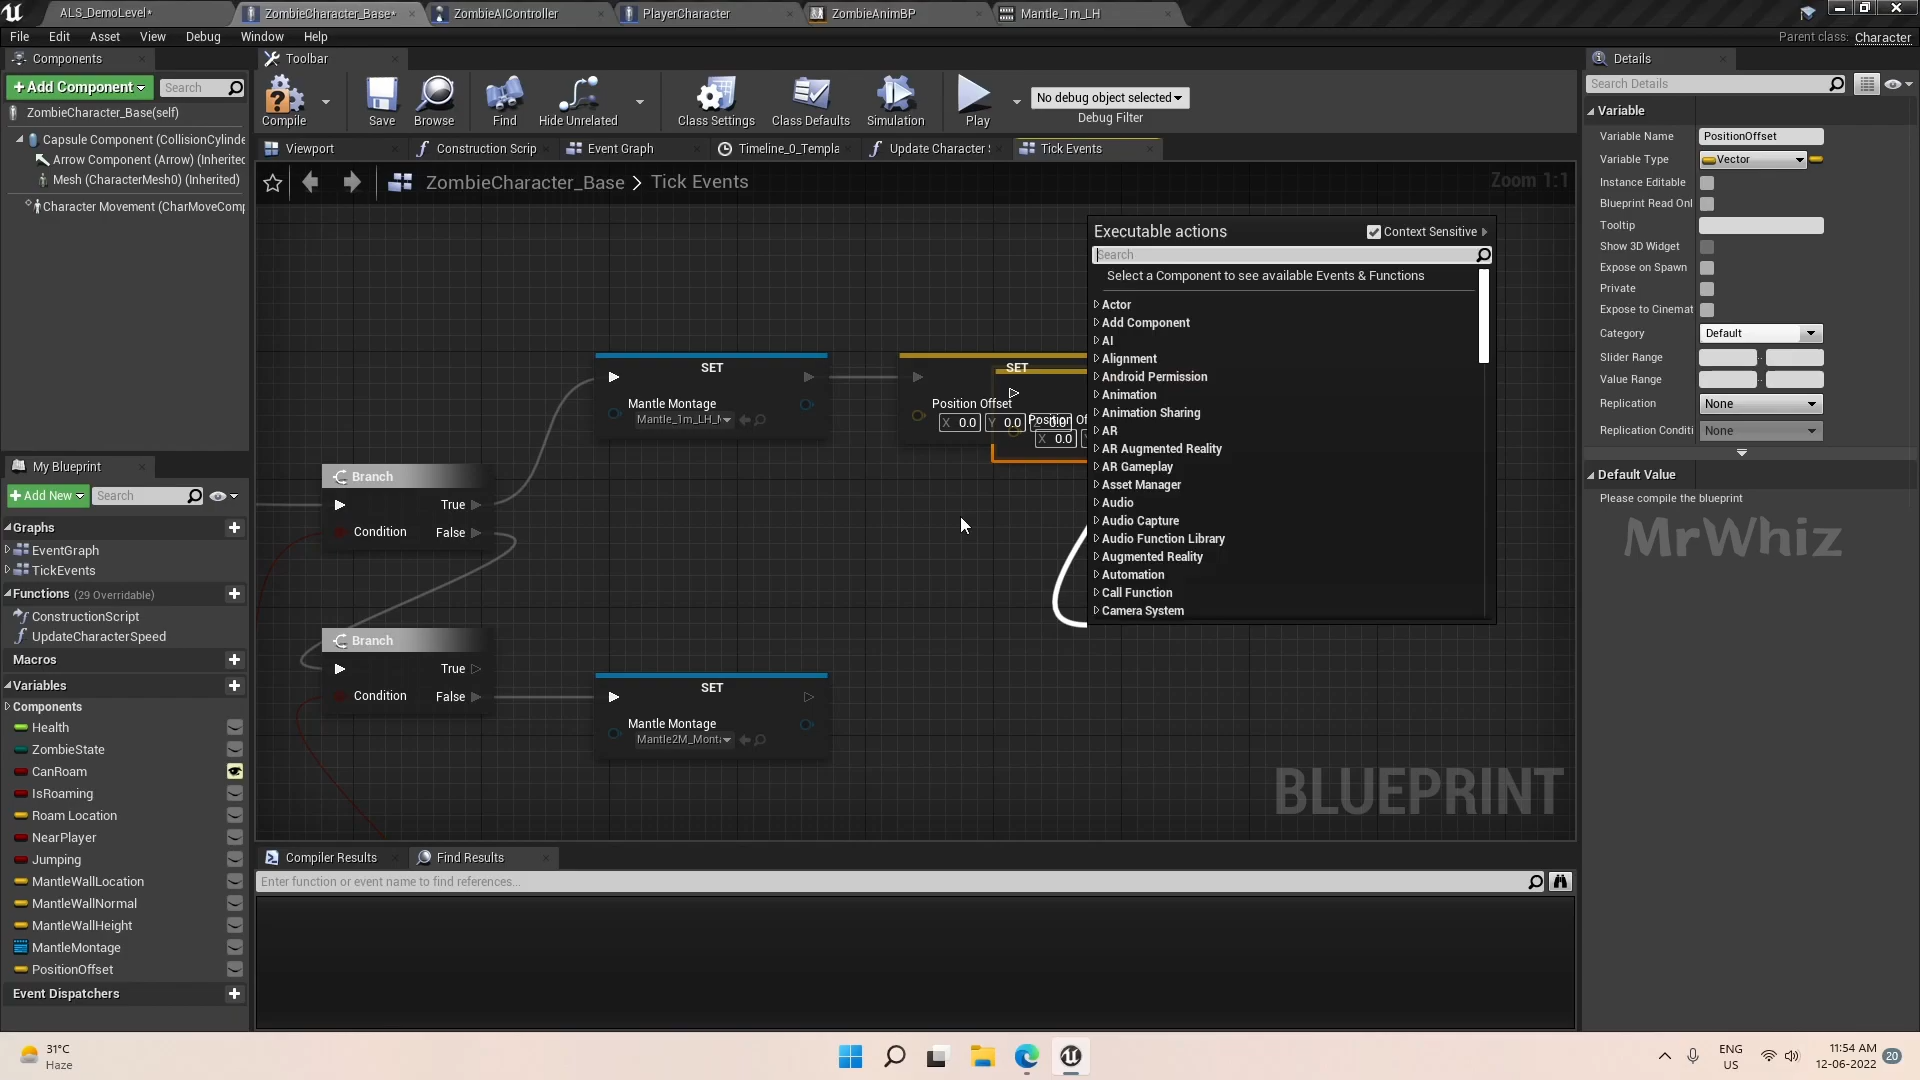 ALS_DemoLevel*
ZombieCharacter_Base*
ZombieAIController
PlayerCharacter
ZombieAnimBP
Mantle_1m_LH
File Edit Asset View Debug Window Help
Parent class: Character
Components
+Add Component
Search
ZombieCharacter_Base(self)
Capsule Component (CollisionCylinde
Arrow Component (Arrow) (Inherited
Mesh (CharacterMesh0) (Inherited)
Character Movement (CharMoveComp
Toolbar
Compile
Save
Browse
Find
Hide Unrelated
Class Settings
Class Defaults
Simulation
Play
No debug object selected
Debug Filter
Viewport
Construction Scrip
Event Graph
Timeline_0_Templa
Update Character
Tick Events
ZombieCharacter_Base > Tick Events
Zoom 1:1
SET
Mantle Montage
Mantle_1m_LH_
SET
Position Offset
X 0.0 Y 0.0 0.0
Position Of
X 0.0
Branch
True
Condition
False
Branch
True
Condition
False
SET
Mantle Montage
Mantle2M_Mont
Executable actions
Context Sensitive
Search
Select a Component to see available Events & Functions
Actor
Add Component
AI
Alignment
Android Permission
Animation
Animation Sharing
AR
AR Augmented Reality
AR Gameplay
Asset Manager
Audio
Audio Capture
Audio Function Library
Augmented Reality
Automation
Call Function
Camera System
BLUEPRINT
My Blueprint
+Add New
Search
Graphs
EventGraph
TickEvents
Functions (29 Overridable)
ConstructionScript
UpdateCharacterSpeed
Macros
Variables
Components
Health
ZombieState
CanRoam
IsRoaming
Roam Location
NearPlayer
Jumping
MantleWallLocation
MantleWallNormal
MantleWallHeight
MantleMontage
PositionOffset
Event Dispatchers
Compiler Results
Find Results
Enter function or event name to find references...
Details
Search Details
Variable
Variable Name PositionOffset
Variable Type Vector
Instance Editable
Blueprint Read Onl
Tooltip
Show 3D Widget
Expose on Spawn
Private
Expose to Cinemat
Category Default
Slider Range
Value Range
Replication None
Replication Conditi None
Default Value
Please compile the blueprint
MrWhiz
31°C
Haze
ENG
US
11:54 AM
12-06-2022
20